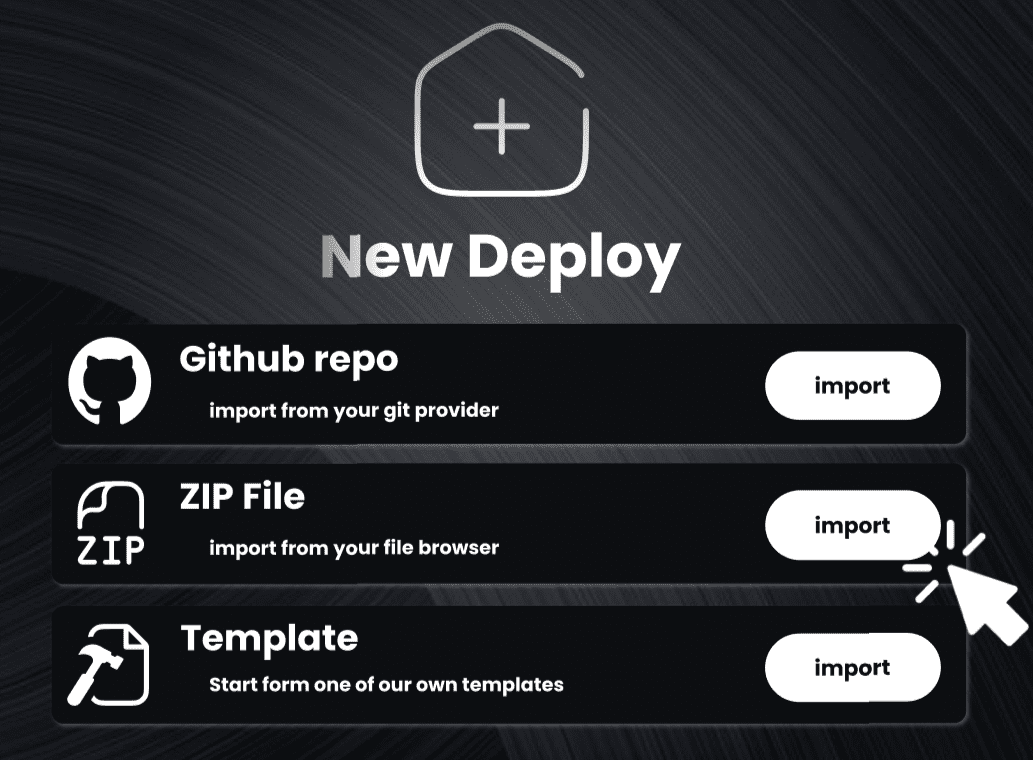 New Deploy
Github repo
import from your git provider
import
ZIP
ZIP File
import from your file browser
import
Template
Start form one of our own templates
import